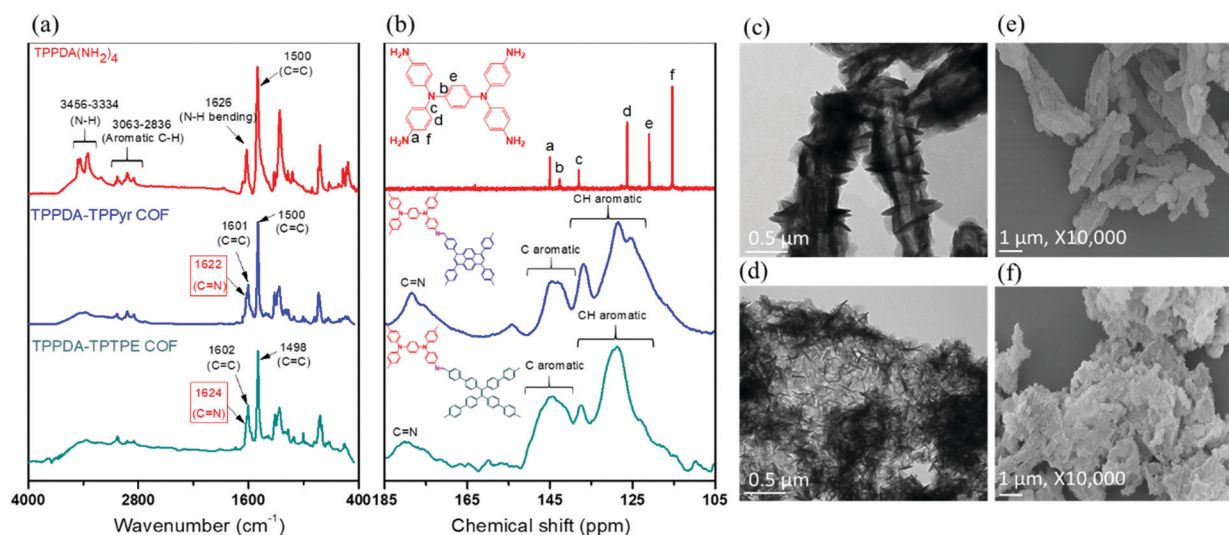 (a)
TPPDA(NH2)4
1500
(C=C)
3456-3334
(N-H)
1626
(N-H bending)
3063-2836
(Aromatic C-H)
TPPDA-TPPyr COF
1500
(C=C)
1601
(C=C)
1622
(C=N)
TPPDA-TPTPE COF
1602
(C=C)
1498
(C=C)
1624
(C=N)
4000 2800 1600 400
Wavenumber (cm⁻¹)
(b)
H2N
NH2
e
b
N
N
c
d
H2N
a
f
NH2
a
b
c
d
e
f
CH aromatic
C aromatic
C=N
CH aromatic
C aromatic
C=N
185 165 145 125 105
Chemical shift (ppm)
(c)
0.5 μm
(d)
0.5 μm
(e)
1 μm, X10,000
(f)
1 μm, X10,000